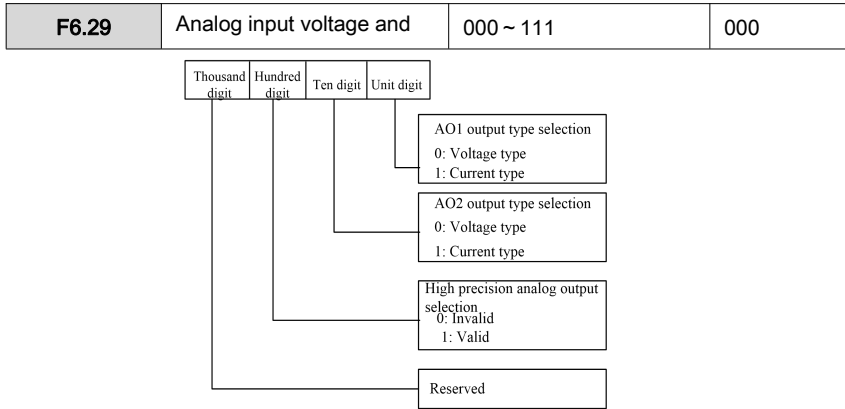 F6.29 Analog input voltage and 000~111 000
Thousand digit Hundred digit Ten digit Unit digit
AO1 output type selection
0: Voltage type
1: Current type
AO2 output type selection
0: Voltage type
1: Current type
High precision analog output
selection
0: Invalid
1: Valid
Reserved